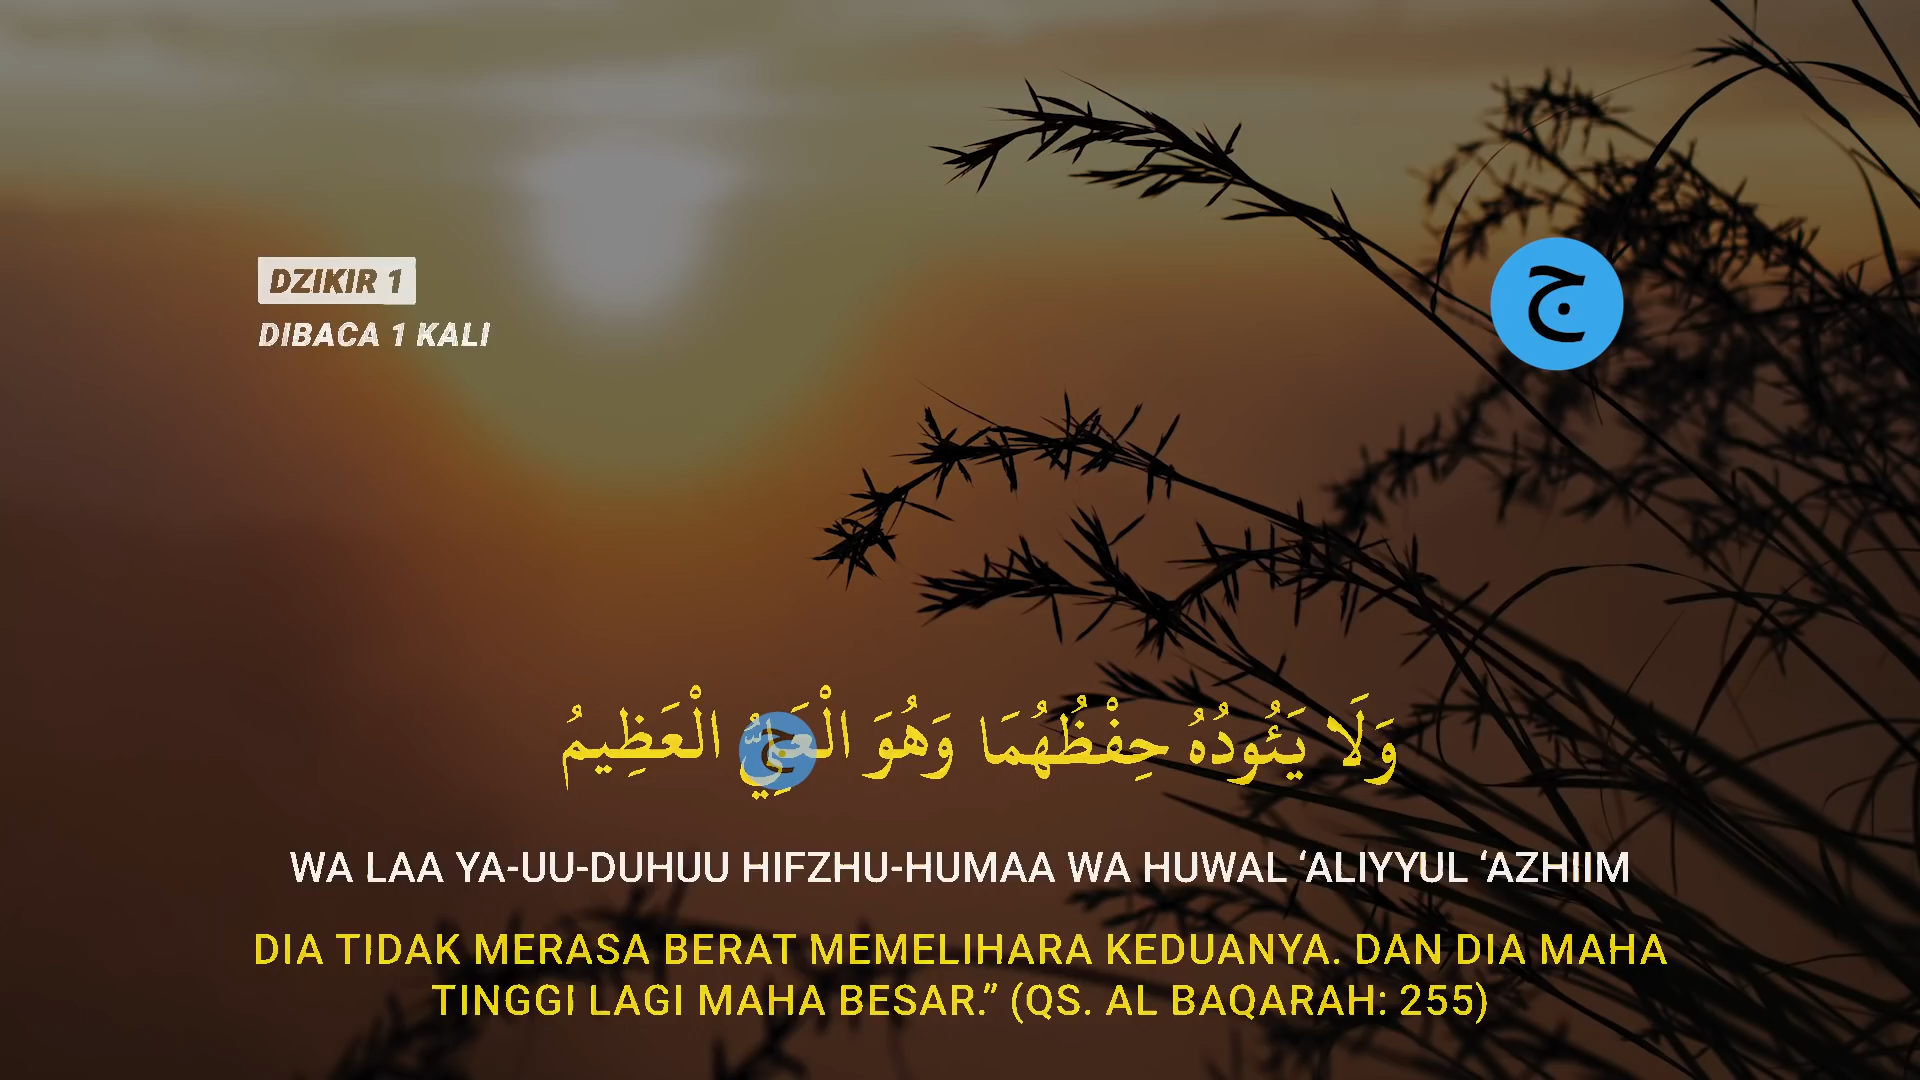 DZIKIR 1
DIBACA 1 KALI
ج
وَلَا يَئُودُهُ حِفْظُهُمَا وَهُوَ الْعَلِيُّ الْعَظِيمُ
ج
WA LAA YA-UU-DUHUU HIFZHU-HUMAA WA HUWAL ‘ALIYYUL ‘AZHIIM
DIA TIDAK MERASA BERAT MEMELIHARA KEDUANYA. DAN DIA MAHA
TINGGI LAGI MAHA BESAR.” (QS. AL BAQARAH: 255)